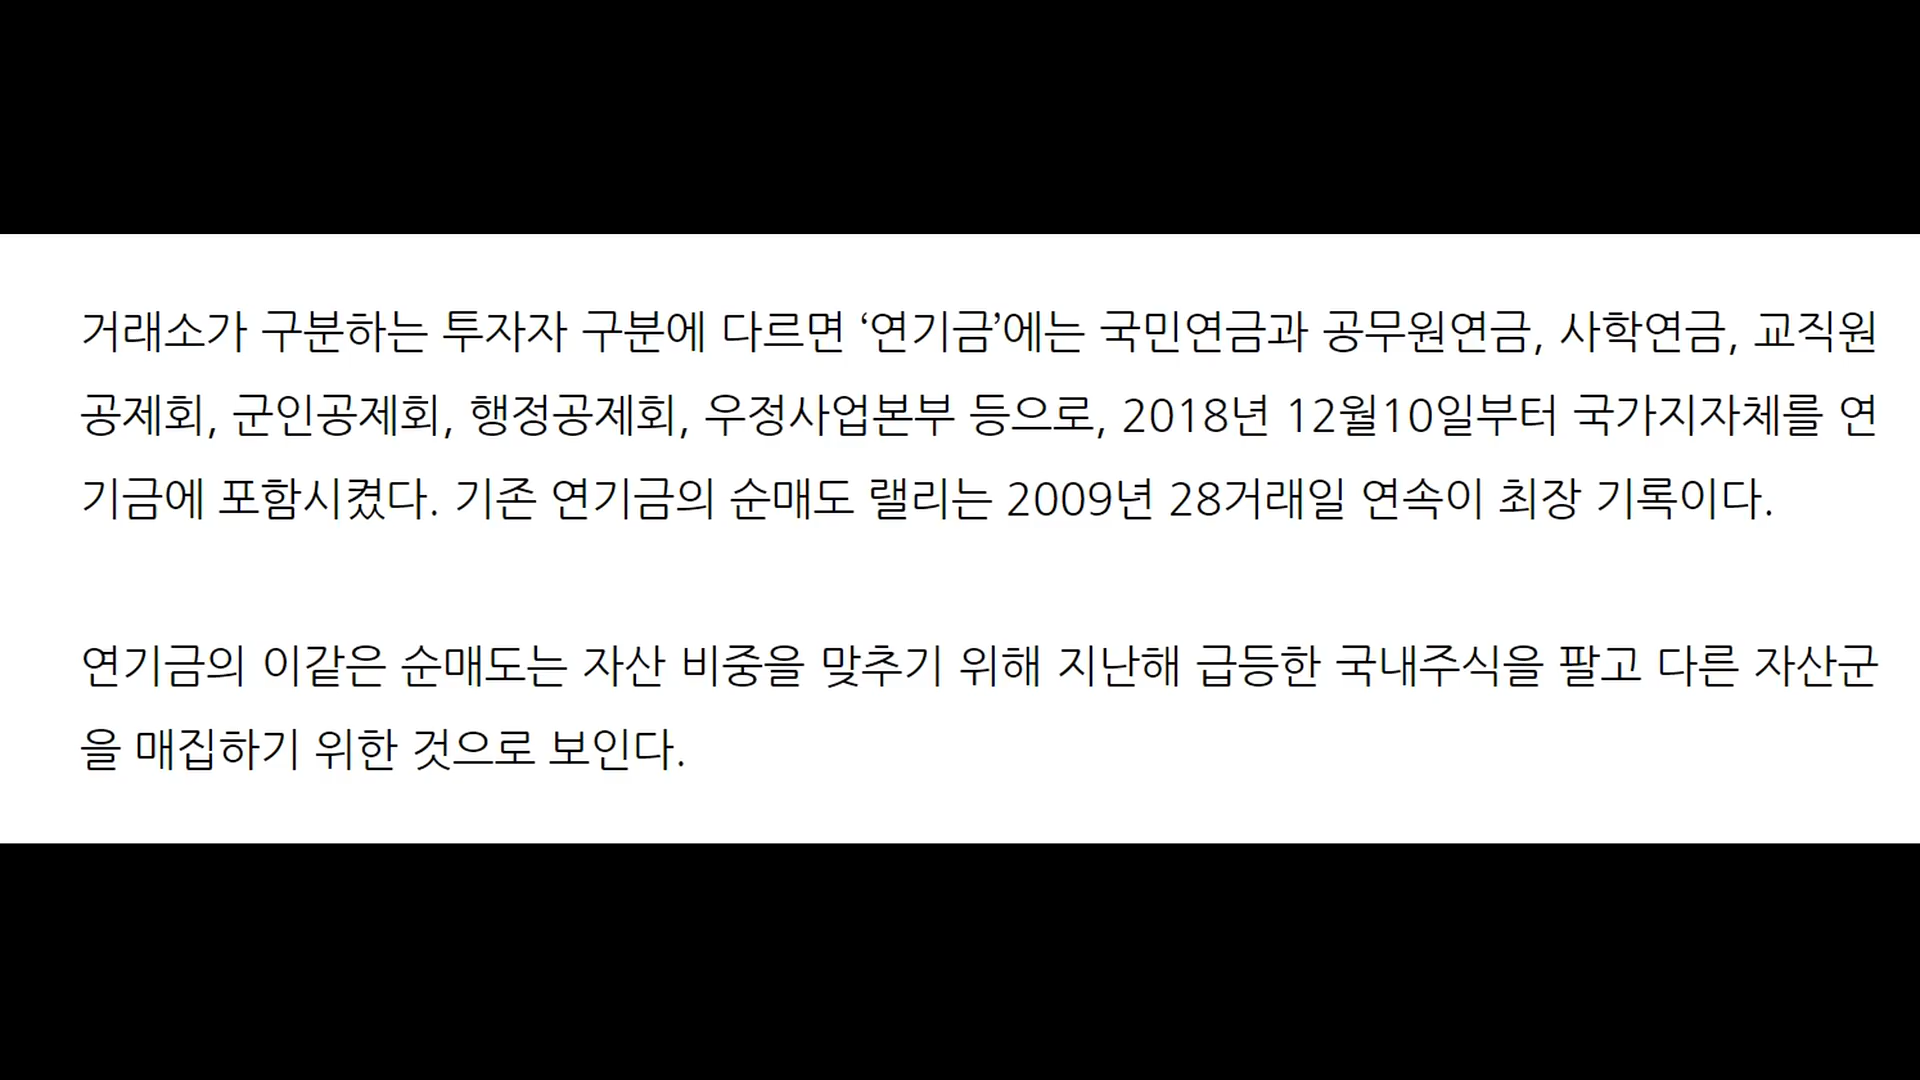 거래소가 구분하는 투자자 구분에 다르면 ‘연기금’에는 국민연금과 공무원연금, 사학연금, 교직원
공제회, 군인공제회, 행정공제회, 우정사업본부 등으로, 2018년 12월10일부터 국가지자체를 연
기금에 포함시켰다. 기존 연기금의 순매도 랠리는 2009년 28거래일 연속이 최장 기록이다.
연기금의 이같은 순매도는 자산 비중을 맞추기 위해 지난해 급등한 국내주식을 팔고 다른 자산군
을 매집하기 위한 것으로 보인다.